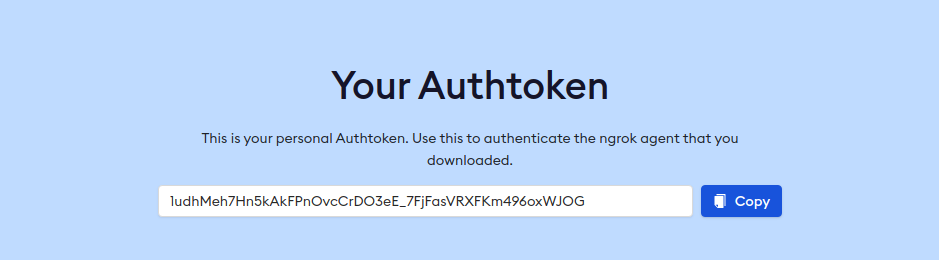 Your Authtoken
This is your personal Authtoken. Use this to authenticate the ngrok agent that you
downloaded.
1udhMeh7Hn5kAkFPnOvcCrDO3eE_7FjFasVRXFKm496oxWJOG
Copy